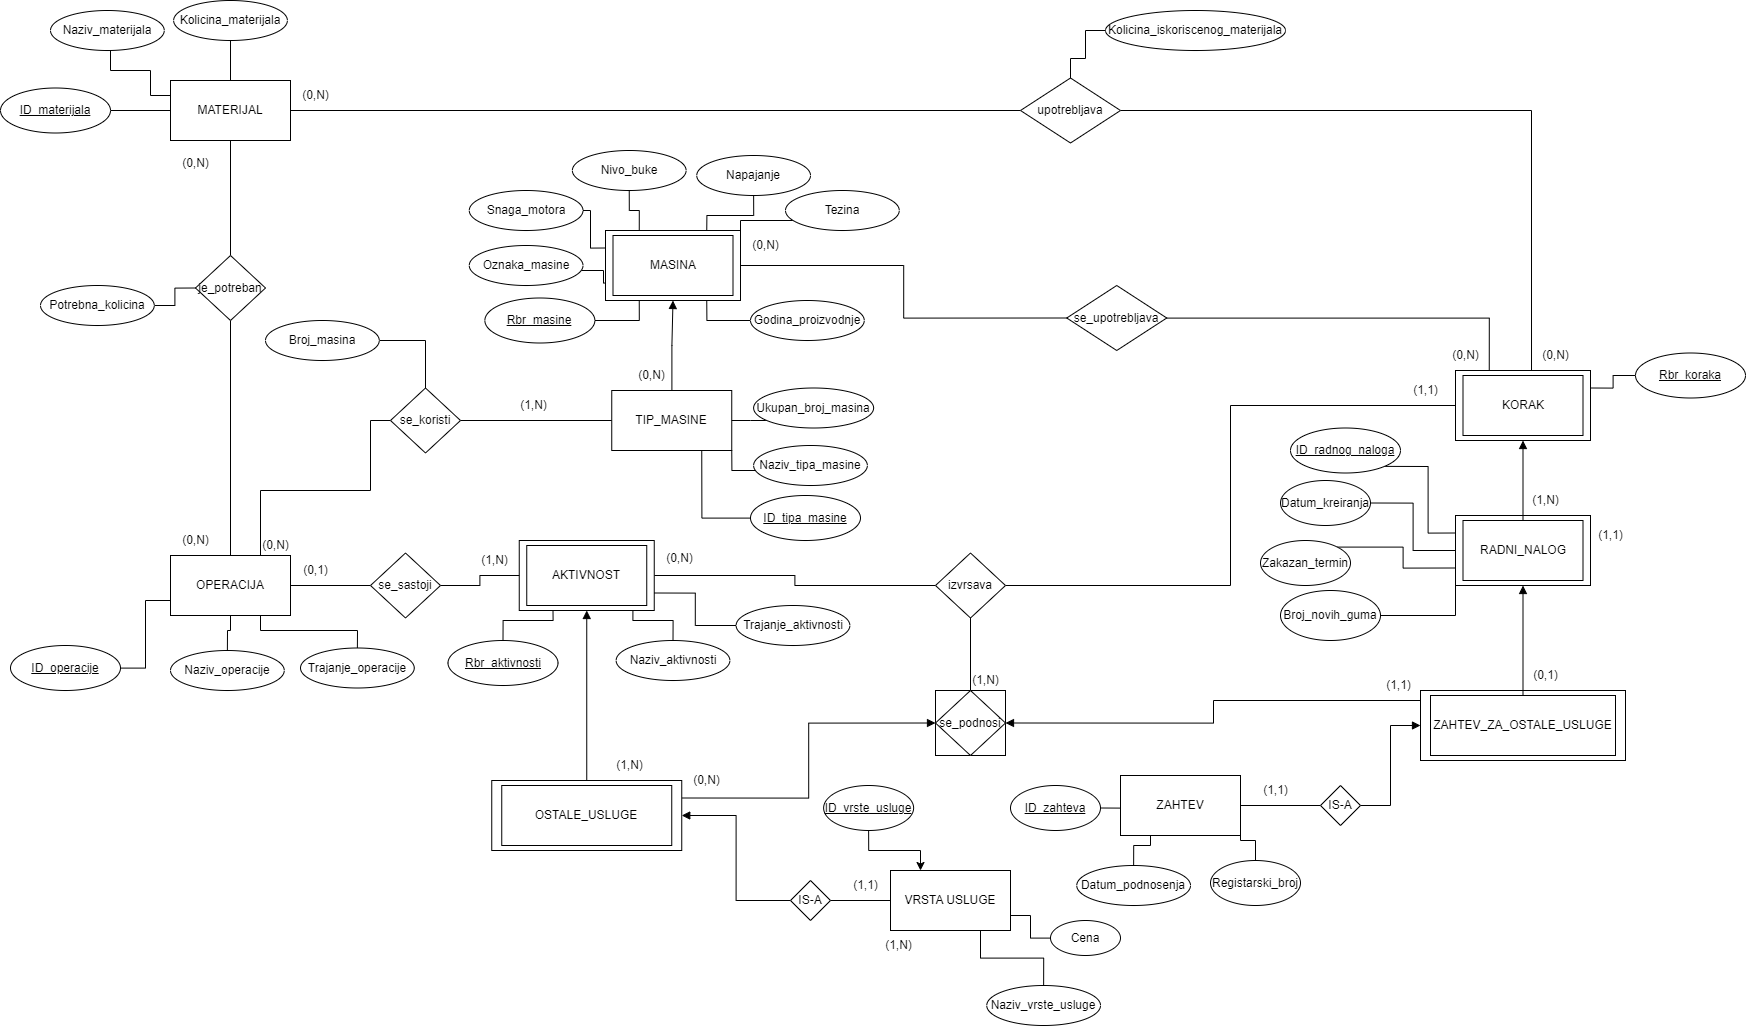 Kolicina_materijala
Naziv_materijala
Kolicina_iskoriscenog_materijala
(0,N)
ID_materijala
MATERIJAL
upotrebljava
(0,N)
Nivo_buke
Napajanje
Snaga_motora
Tezina
(0,N)
Oznaka_masine
MASINA
je_potreban
Potrebna_kolicina
Rbr_masine
Godina_proizvodnje
se_upotrebljava
Broj_masina
(0,N)
(0,N)
(0,N)
Rbr_koraka
(1,1)
(1,N)
Ukupan_broj_masina
KORAK
se_koristi
TIP_MASINE
ID_radnog_naloga
Naziv_tipa_masine
Datum_kreiranja
(1,N)
ID_tipa_masine
(1,1)
(0,N)
(0,N)
RADNI_NALOG
(1,N)
(0,N)
Zakazan_termin
(0,1)
AKTIVNOST
OPERACIJA
se_sastoji
izvrsava
Broj_novih_guma
Trajanje_aktivnosti
ID_operacije
Naziv_operacije
Trajanje_operacije
Rbr_aktivnosti
Naziv_aktivnosti
(1,N)
(1,1)
(0,1)
se_podnosi
ZAHTEV_ZA_OSTALE_USLUGE
(1,N)
(0,N)
(1,1)
ID_vrste_usluge
ID_zahteva
ZAHTEV
IS-A
OSTALE_USLUGE
(1,1)
Datum_podnosenja
Registarski_broj
IS-A
VRSTA USLUGE
(1,N)
Cena
Naziv_vrste_usluge